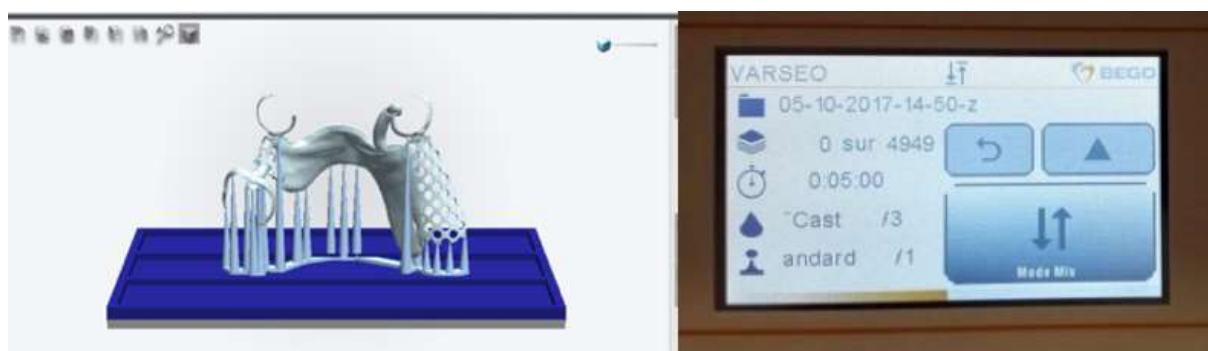 VARSEO
BEGO
05-10-2017-14-50-z
0 sur 4949
0:05:00
Cast /3
andard /1
Mode Mix